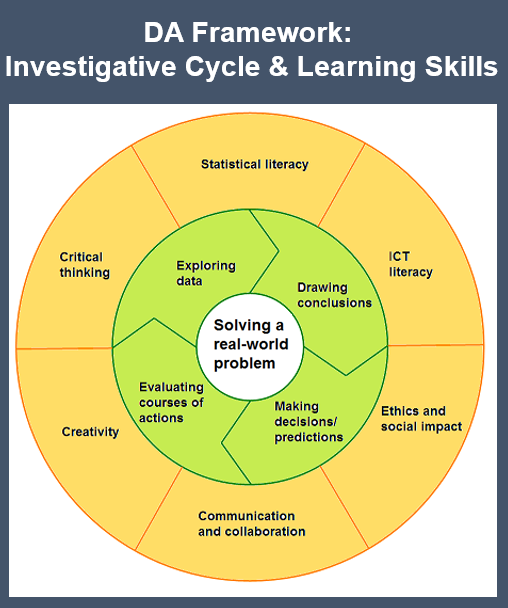 DA Framework:
Investigative Cycle & Learning Skills
Statistical literacy
Critical
thinking
ICT
literacy
Exploring
data
Drawing
conclusions
Solving a
real-world
problem
Evaluating
courses of
actions
Making
decisions/
predictions
Creativity
Ethics and
social impact
Communication
and collaboration